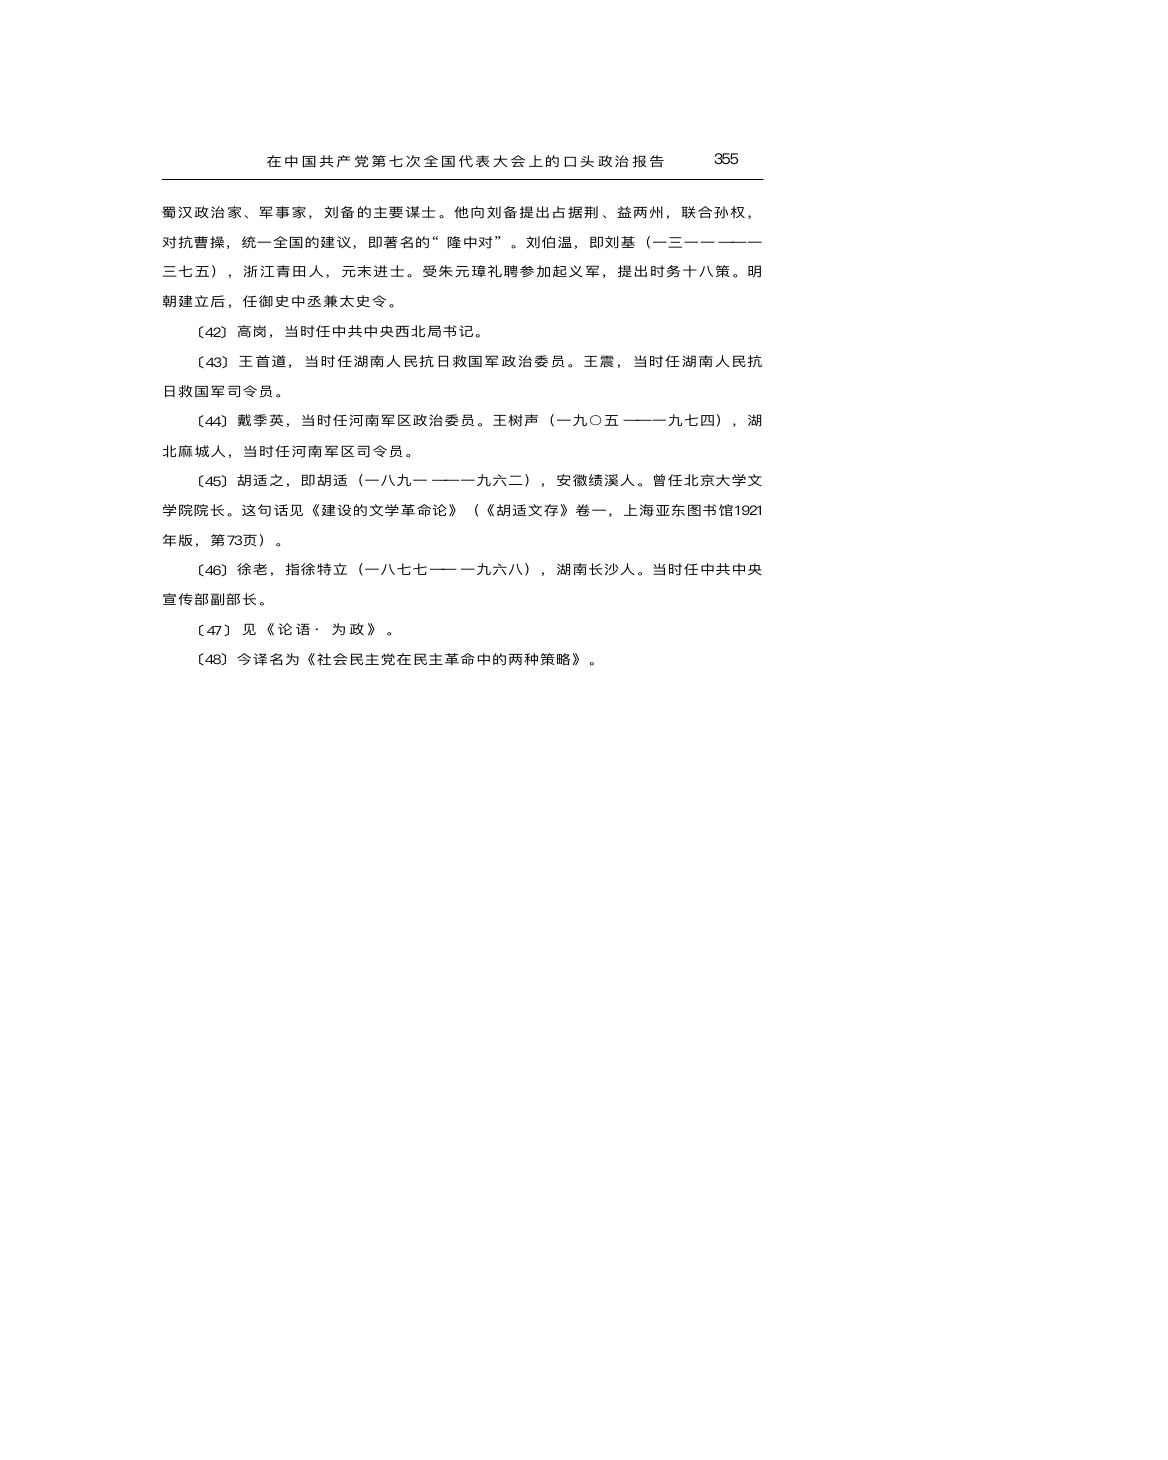 在中国共产党第七次全国代表大会上的口头政治报告 355
蜀汉政治家、军事家，刘备的主要谋士。他向刘备提出占据荆、益两州，联合孙权，
对抗曹操，统一全国的建议，即著名的“隆中对”。刘伯温，即刘基（一三一一——一
三七五），浙江青田人，元末进士。受朱元璋礼聘参加起义军，提出时务十八策。明
朝建立后，任御史中丞兼太史令。
〔42〕高岗，当时任中共中央西北局书记。
〔43〕王首道，当时任湖南人民抗日救国军政治委员。王震，当时任湖南人民抗
日救国军司令员。
〔44〕戴季英，当时任河南军区政治委员。王树声（一九○五——一九七四），湖
北麻城人，当时任河南军区司令员。
〔45〕胡适之，即胡适（一八九一——一九六二），安徽绩溪人。曾任北京大学文
学院院长。这句话见《建设的文学革命论》（《胡适文存》卷一，上海亚东图书馆1921
年版，第73页）。
〔46〕徐老，指徐特立（一八七七——一九六八），湖南长沙人。当时任中共中央
宣传部副部长。
〔47〕见《论语·为政》。
〔48〕今译名为《社会民主党在民主革命中的两种策略》。